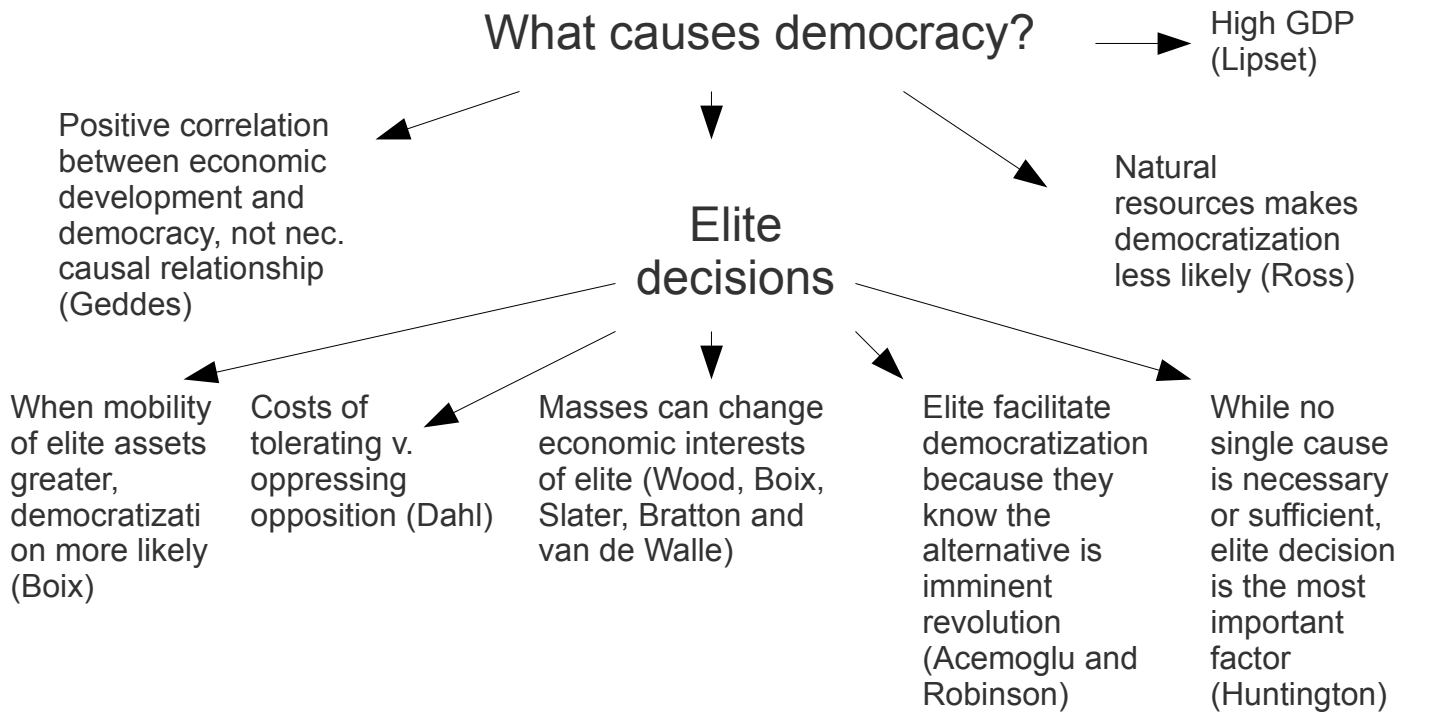 What causes democracy?
High GDP
(Lipset)
Positive correlation
between economic
development and
democracy, not nec.
causal relationship
(Geddes)
Elite
decisions
Natural
resources makes
democratization
less likely (Ross)
When mobility
of elite assets
greater,
democratizati
on more likely
(Boix)
Costs of
tolerating v.
oppressing
opposition (Dahl)
Masses can change
economic interests
of elite (Wood, Boix,
Slater, Bratton and
van de Walle)
Elite facilitate
democratization
because they
know the
alternative is
imminent
revolution
(Acemoglu and
Robinson)
While no
single cause
is necessary
or sufficient,
elite decision
is the most
important
factor
(Huntington)